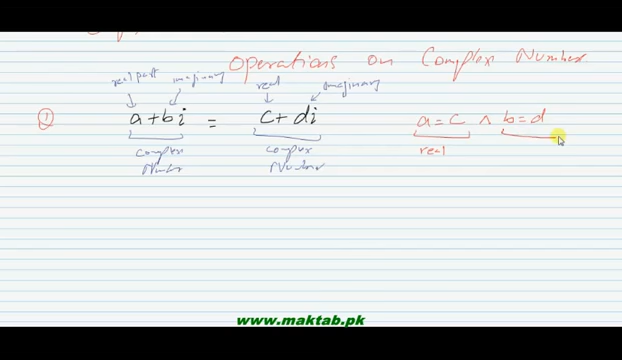 Operations on Complex Number
real part imaginary real imaginary
① a+bi = c+di a=c ∧ b=d
complex complex real
Number Number
www.maktab.pk